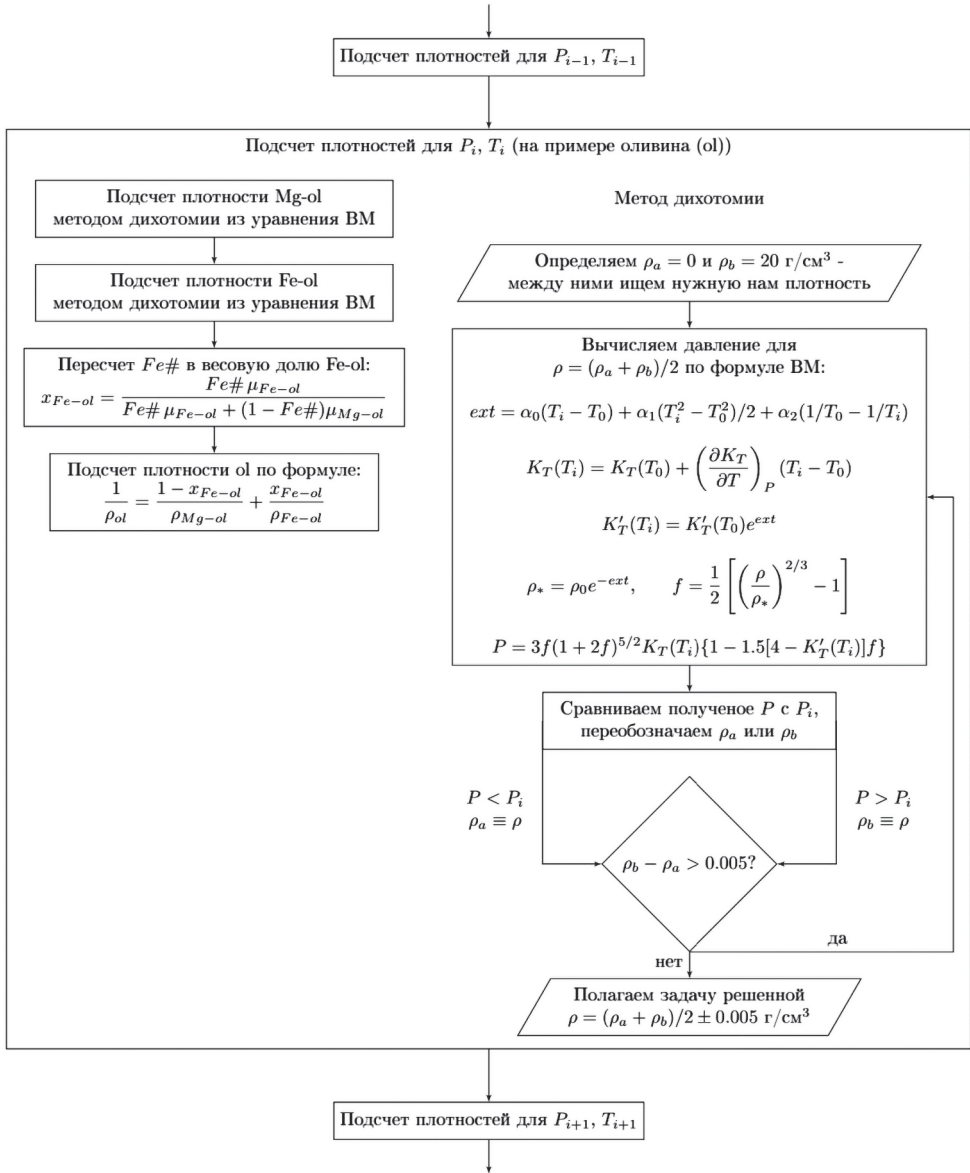 Подсчет плотностей для $P_{i-1}$, $T_{i-1}$
Подсчет плотностей для $P_i$, $T_i$ (на примере оливина (ol))
Подсчет плотности Mg-ol
методом дихотомии из уравнения BM
Подсчет плотности Fe-ol
методом дихотомии из уравнения BM
Пересчет $Fe\#$ в весовую долю Fe-ol:
$x_{Fe-ol} = \dfrac{Fe\#\,\mu_{Fe-ol}}{Fe\#\,\mu_{Fe-ol} + (1 - Fe\#)\mu_{Mg-ol}}$
Подсчет плотности ol по формуле:
$\dfrac{1}{\rho_{ol}} = \dfrac{1 - x_{Fe-ol}}{\rho_{Mg-ol}} + \dfrac{x_{Fe-ol}}{\rho_{Fe-ol}}$
Метод дихотомии
Определяем $\rho_a = 0$ и $\rho_b = 20$ г/см$^3$ -
между ними ищем нужную нам плотность
Вычисляем давление для
$\rho = (\rho_a + \rho_b)/2$ по формуле BM:
$ext = \alpha_0(T_i - T_0) + \alpha_1(T_i^2 - T_0^2)/2 + \alpha_2(1/T_0 - 1/T_i)$
$K_T(T_i) = K_T(T_0) + \left(\dfrac{\partial K_T}{\partial T}\right)_P (T_i - T_0)$
$K'_T(T_i) = K'_T(T_0)e^{ext}$
$\rho_* = \rho_0 e^{-ext}, \qquad f = \dfrac{1}{2}\left[\left(\dfrac{\rho}{\rho_*}\right)^{2/3} - 1\right]$
$P = 3f(1 + 2f)^{5/2}K_T(T_i)\{1 - 1.5[4 - K'_T(T_i)]f\}$
Сравниваем полученое $P$ с $P_i$,
переобозначаем $\rho_a$ или $\rho_b$
$P < P_i$
$\rho_a \equiv \rho$
$P > P_i$
$\rho_b \equiv \rho$
$\rho_b - \rho_a > 0.005$?
да
нет
Полагаем задачу решенной
$\rho = (\rho_a + \rho_b)/2 \pm 0.005$ г/см$^3$
Подсчет плотностей для $P_{i+1}$, $T_{i+1}$